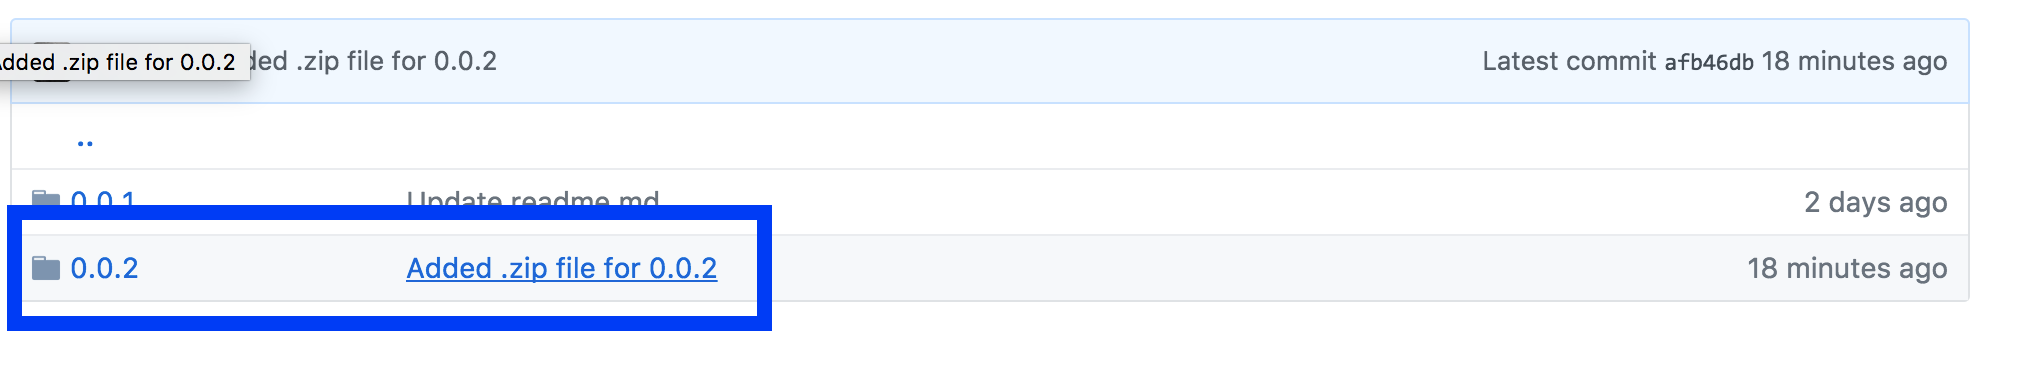 dded .zip file for 0.0.2 ded .zip file for 0.0.2 Latest commit afb46db 18 minutes ago
..
0.0.1 Update readme.md 2 days ago
0.0.2 Added .zip file for 0.0.2 18 minutes ago